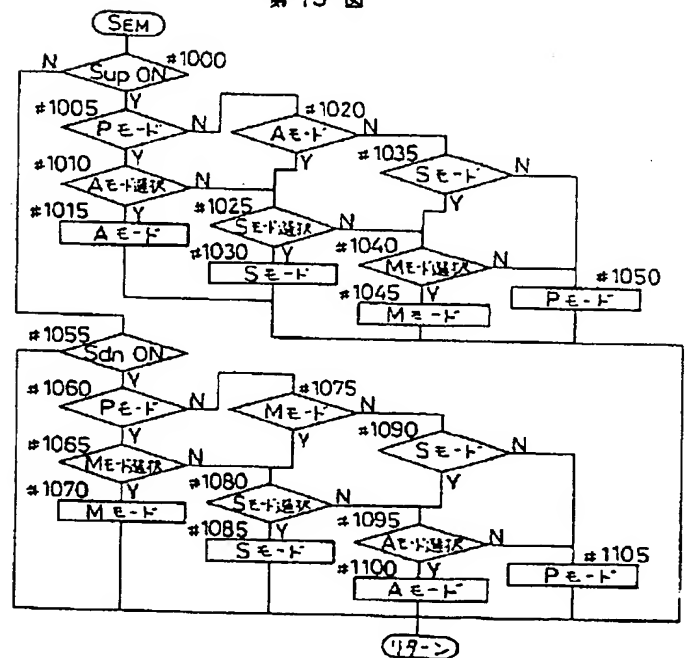 第 15 図
SEM
#1000
N
Sup ON
Y
#1005
Pモード
N
Y
#1020
Aモード
N
Y
#1010
Aモード選択
N
Y
#1035
Sモード
N
Y
#1015
Aモード
#1025
Sモード選択
N
Y
#1030
Sモード
#1040
Mモード選択
N
Y
#1045
Mモード
#1050
Pモード
#1055
N
Sdn ON
Y
#1060
Pモード
N
Y
#1075
Mモード
N
Y
#1065
Mモード選択
N
Y
#1090
Sモード
N
Y
#1070
Mモード
#1080
Sモード選択
N
Y
#1085
Sモード
#1095
Aモード選択
N
Y
#1100
Aモード
#1105
Pモード
リターン